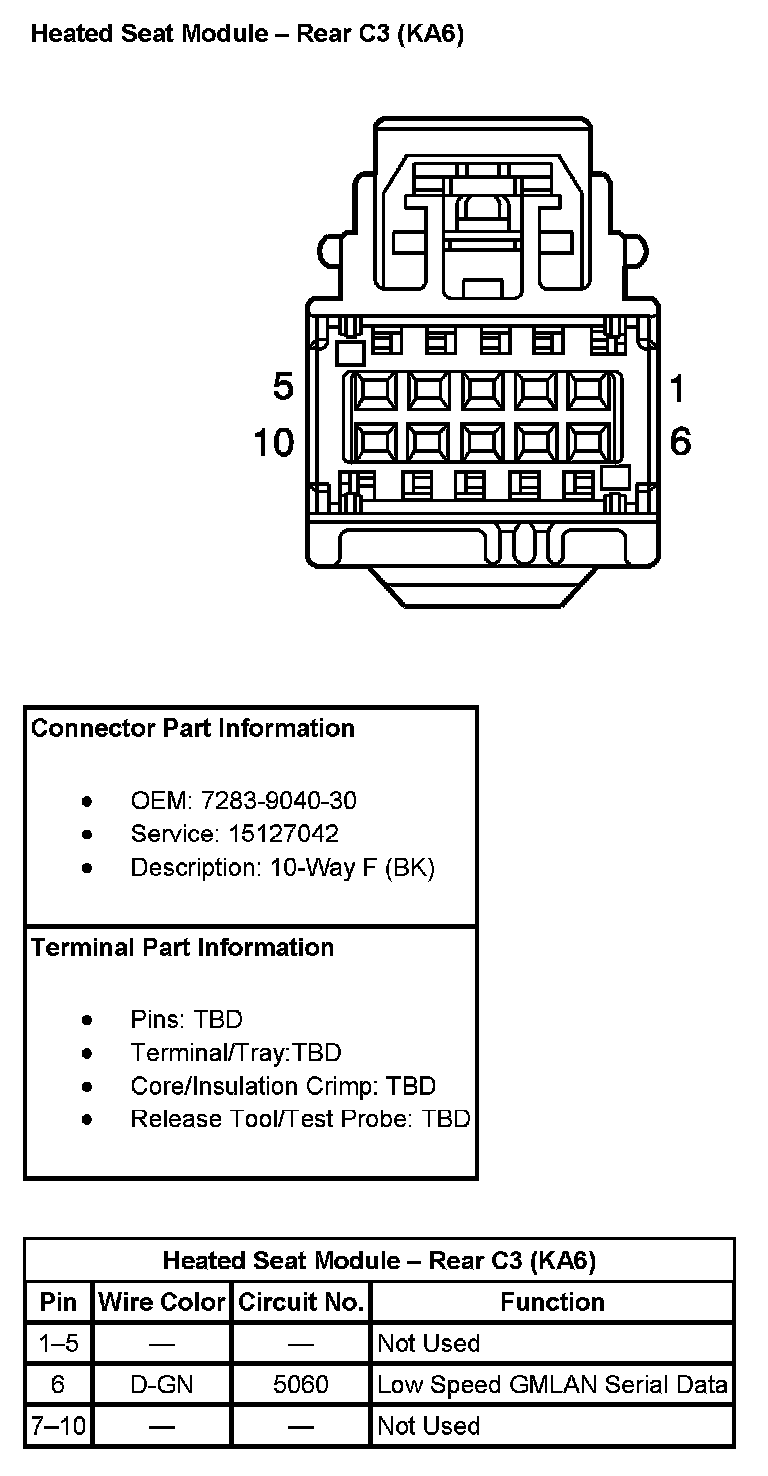 Heated Seat Module – Rear C3 (KA6)
5 1
10 6
Connector Part Information
• OEM: 7283-9040-30
• Service: 15127042
• Description: 10-Way F (BK)
Terminal Part Information
• Pins: TBD
• Terminal/Tray:TBD
• Core/Insulation Crimp: TBD
• Release Tool/Test Probe: TBD
Heated Seat Module – Rear C3 (KA6)
Pin Wire Color Circuit No. Function
1–5 — — Not Used
6 D-GN 5060 Low Speed GMLAN Serial Data
7–10 — — Not Used